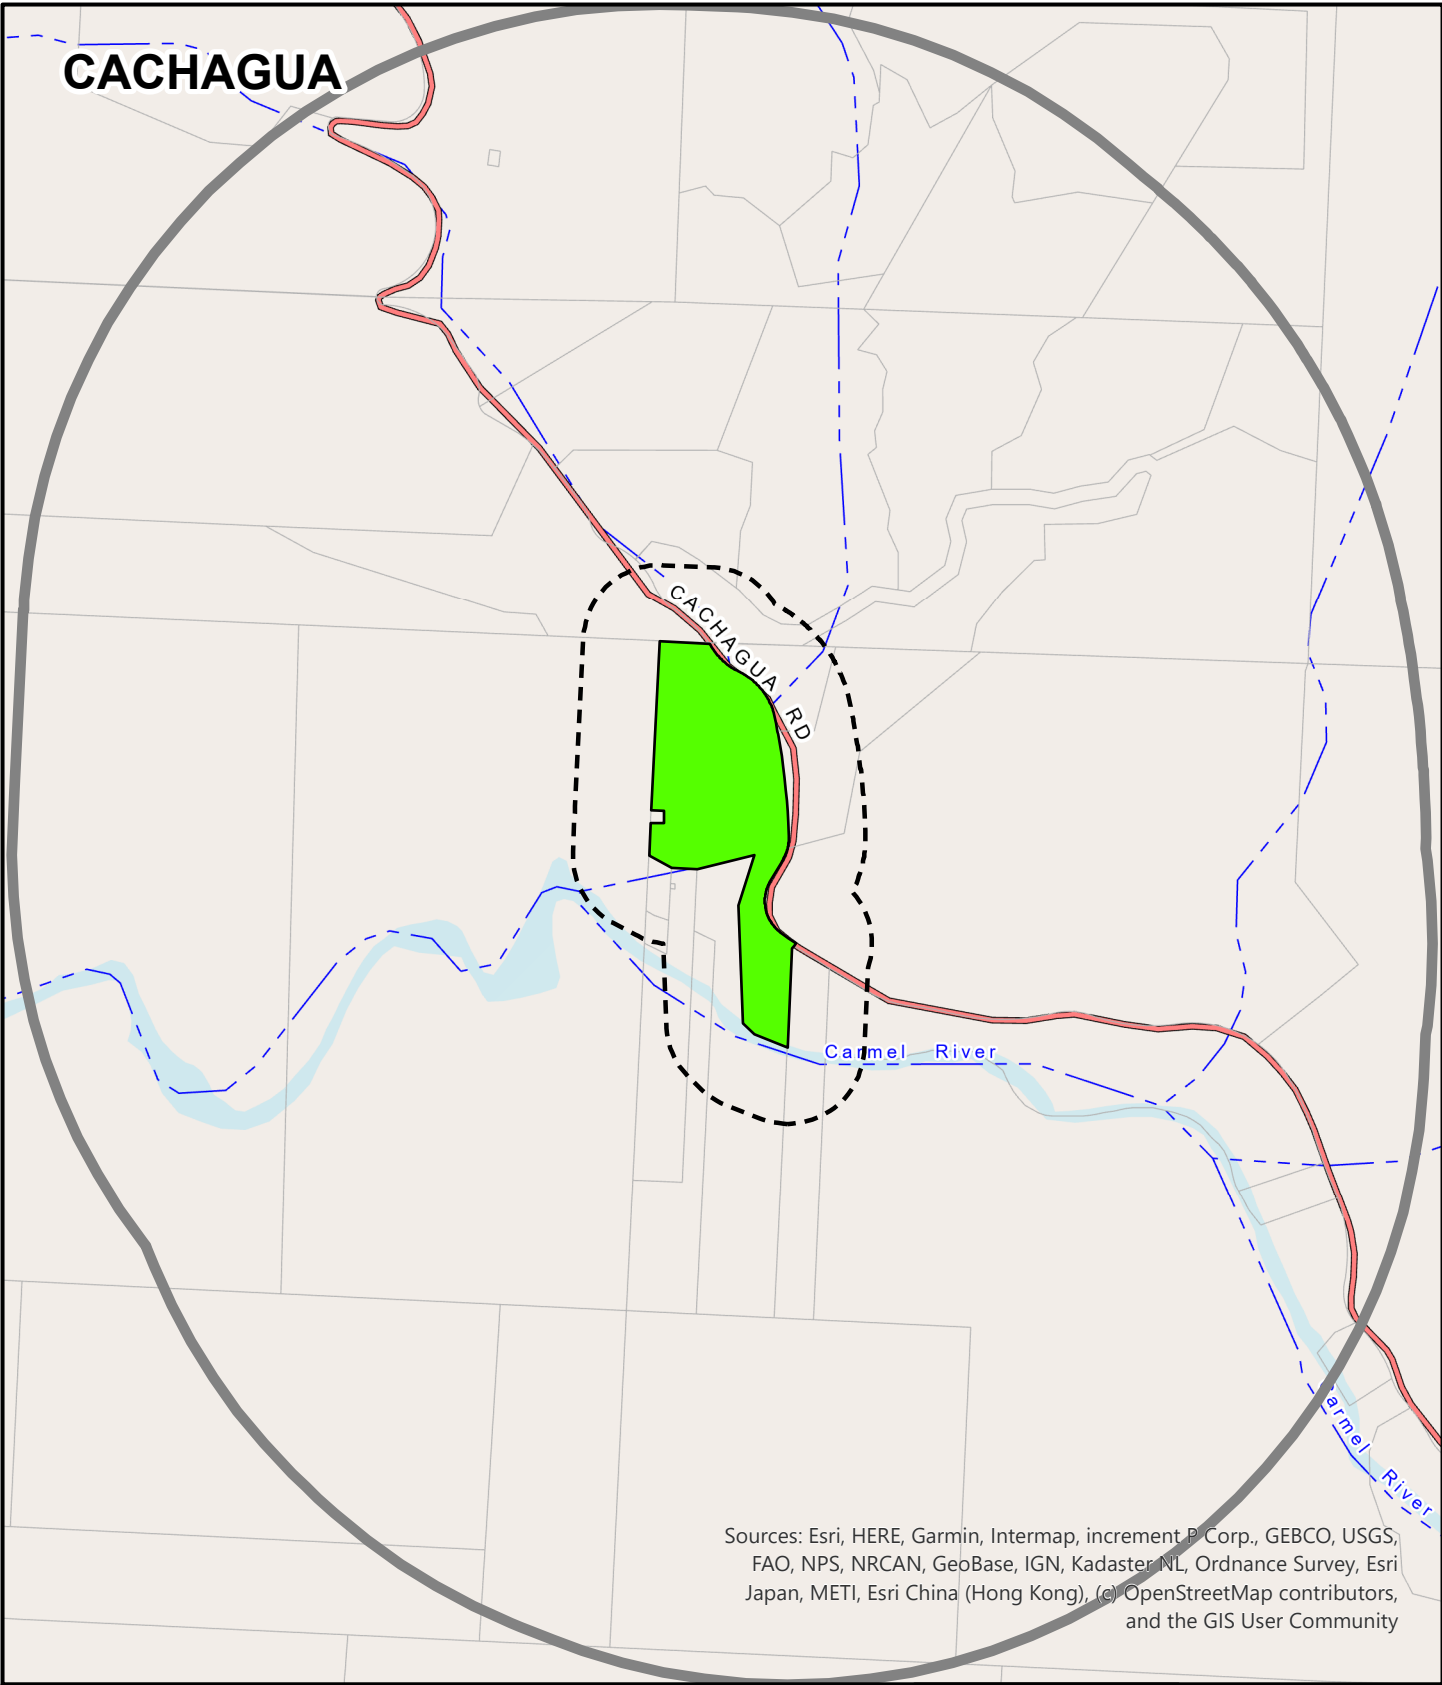 CACHAGUA
CACHAGUA RD
Carmel River
Carmel River
Sources: Esri, HERE, Garmin, Intermap, increment P Corp., GEBCO, USGS,
FAO, NPS, NRCAN, GeoBase, IGN, Kadaster NL, Ordnance Survey, Esri
Japan, METI, Esri China (Hong Kong), (c) OpenStreetMap contributors,
and the GIS User Community